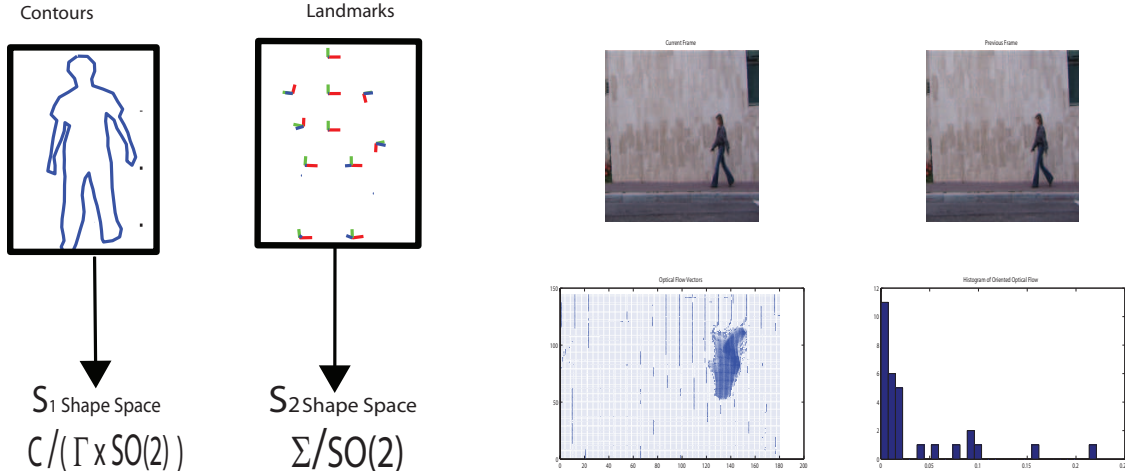 Contours
Landmarks
S1 Shape Space
C/(Γ x SO(2))
S2 Shape Space
Σ/SO(2)
Current Frame
Previous Frame
Optical Flow Vectors
150
100
50
0
0 20 40 60 80 100 120 140 160 180 200
Histogram of Oriented Optical Flow
12
10
8
6
4
2
0
0 0.05 0.1 0.15 0.2